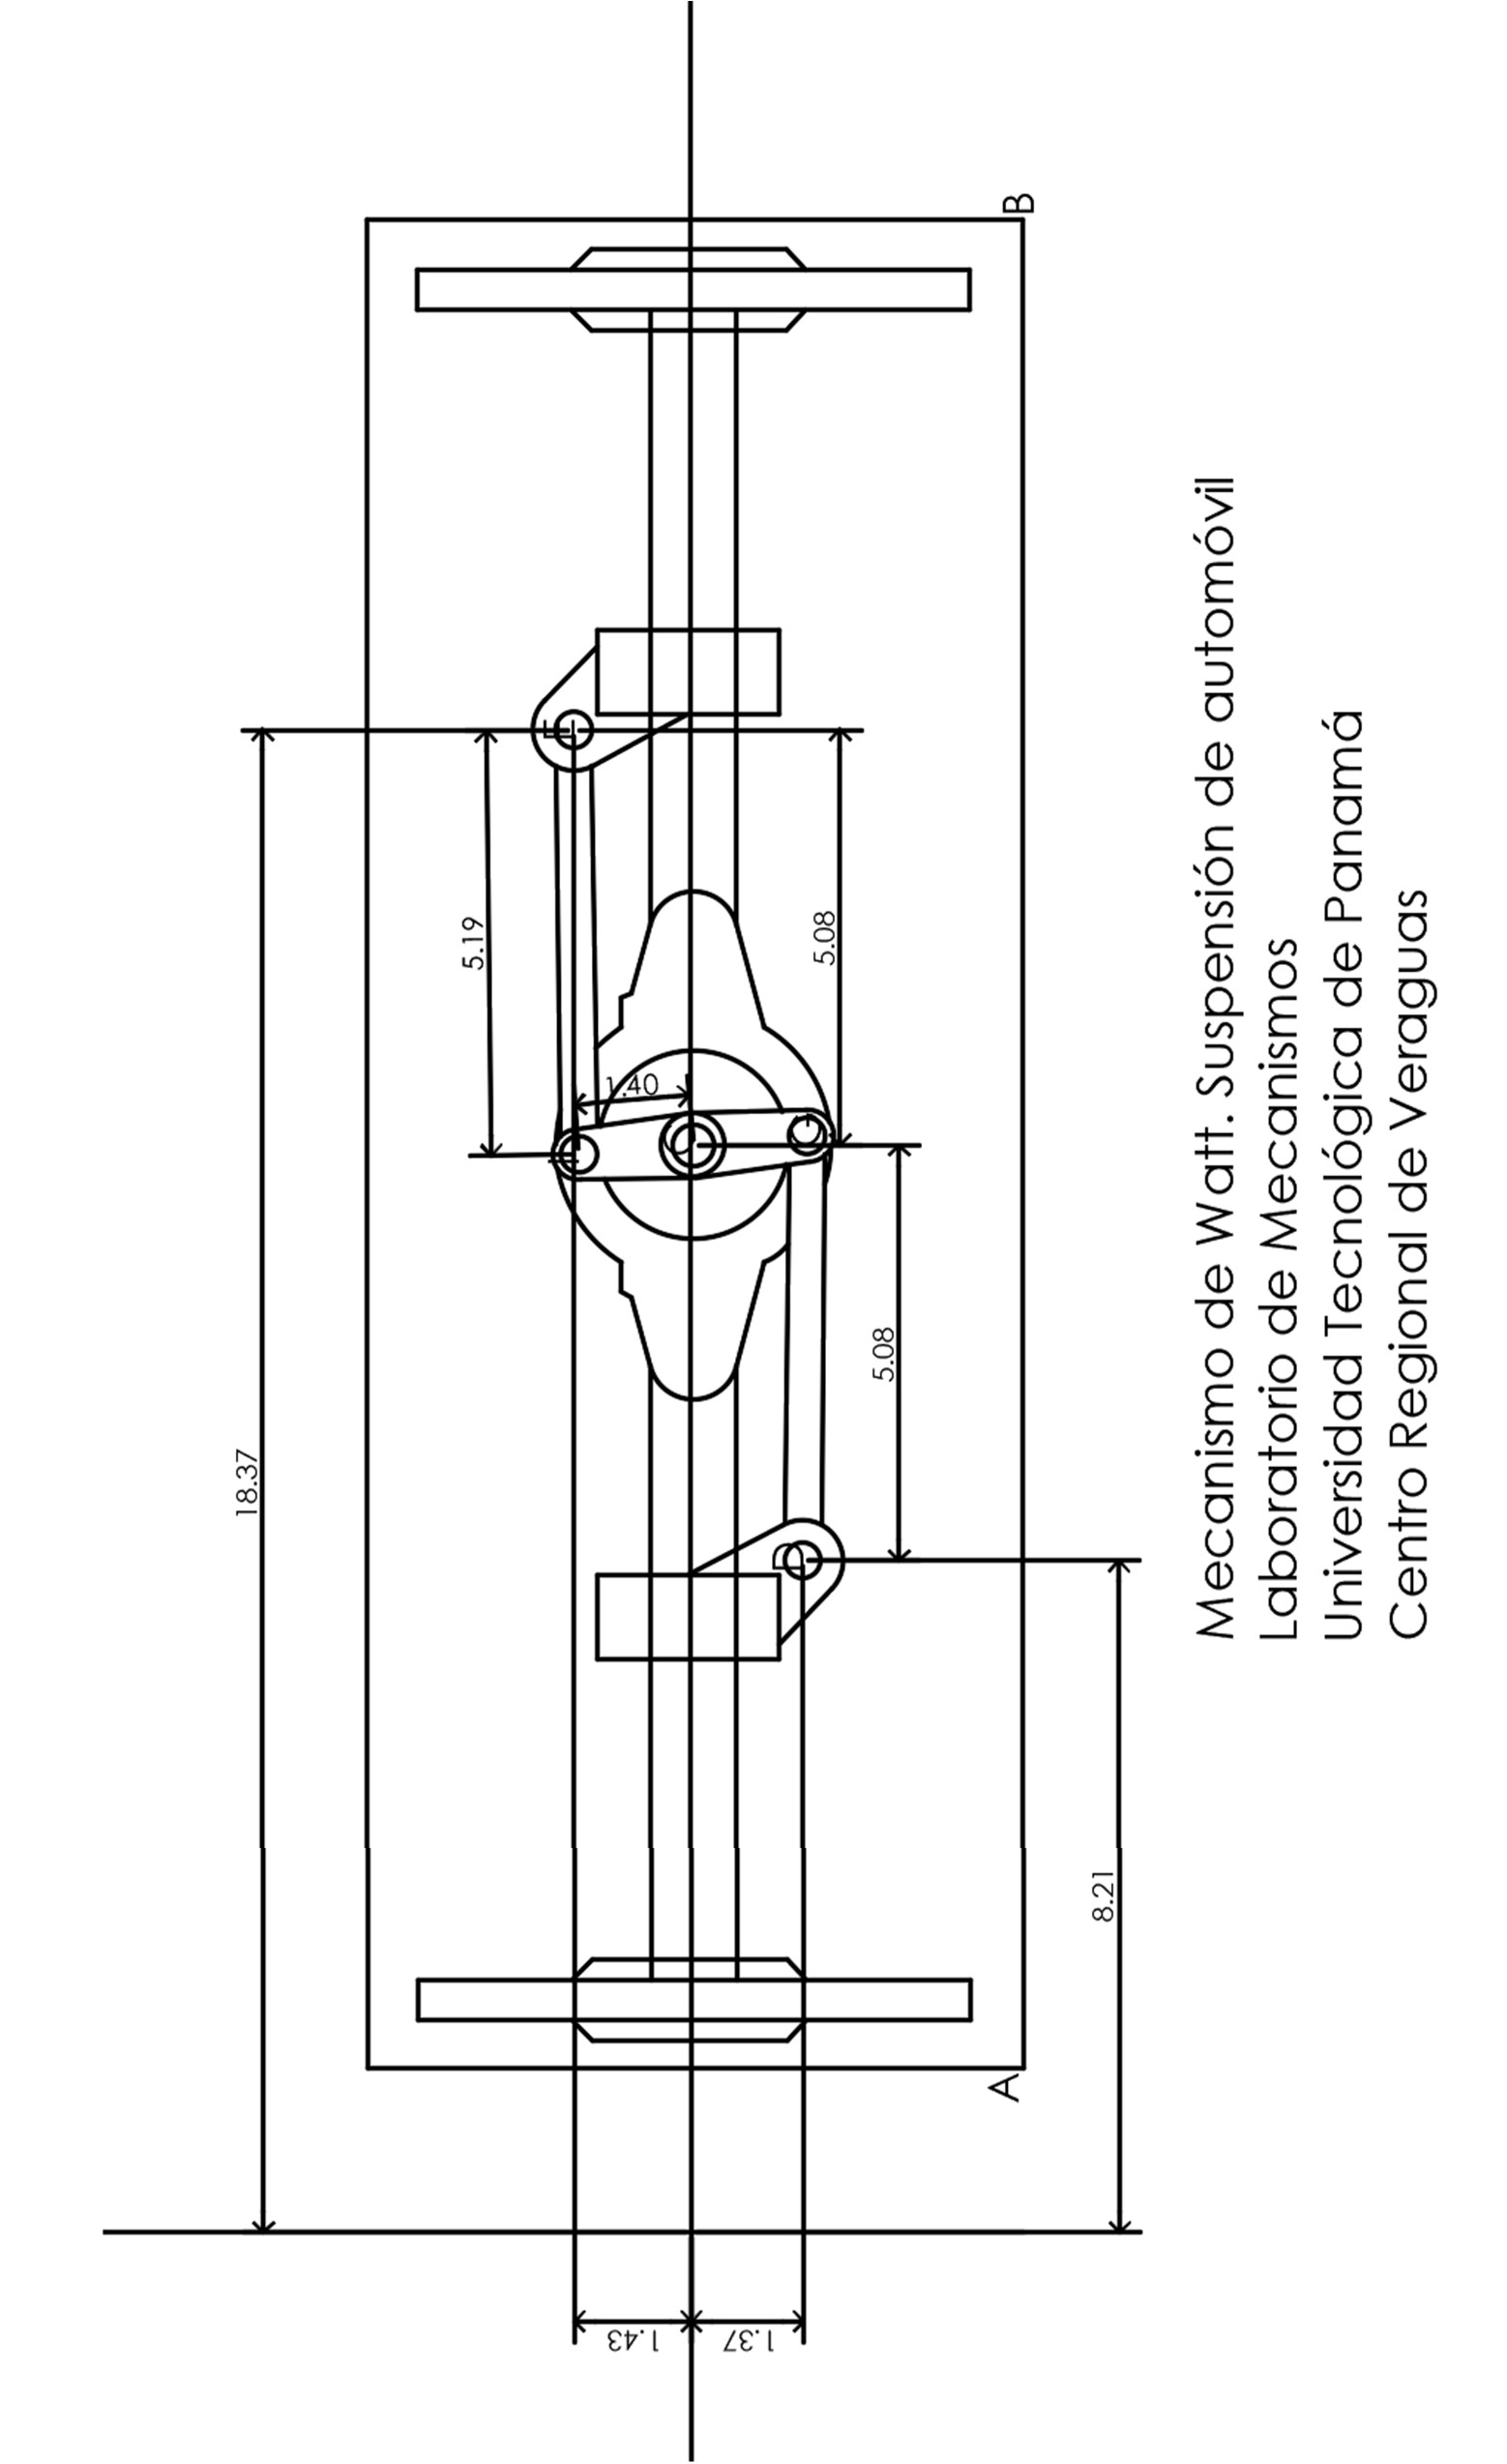 18.37
5.19
5.08
1.40
5.08
8.21
1.43
1.37
A
B
E
C
D
F
Mecanismo de Watt. Suspensión de automóvil
Laboratorio de Mecanismos
Universidad Tecnológica de Panamá
Centro Regional de Veraguas